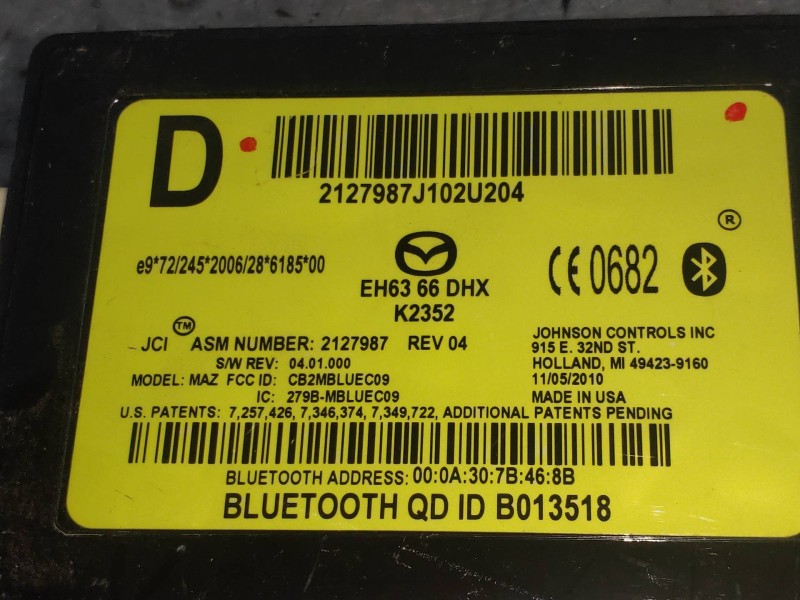 D
2127987J102U204
®
e9*72/245*2006/28*6185*00
CE 0682
EH63 66 DHX
K2352
JCI™ ASM NUMBER: 2127987 REV 04
S/W REV: 04.01.000
MODEL: MAZ FCC ID: CB2MBLUEC09
IC: 279B-MBLUEC09
JOHNSON CONTROLS INC
915 E. 32ND ST.
HOLLAND, MI 49423-9160
11/05/2010
MADE IN USA
U.S. PATENTS: 7,257,426, 7,346,374, 7,349,722, ADDITIONAL PATENTS PENDING
BLUETOOTH ADDRESS: 00:0A:30:7B:46:8B
BLUETOOTH QD ID B013518